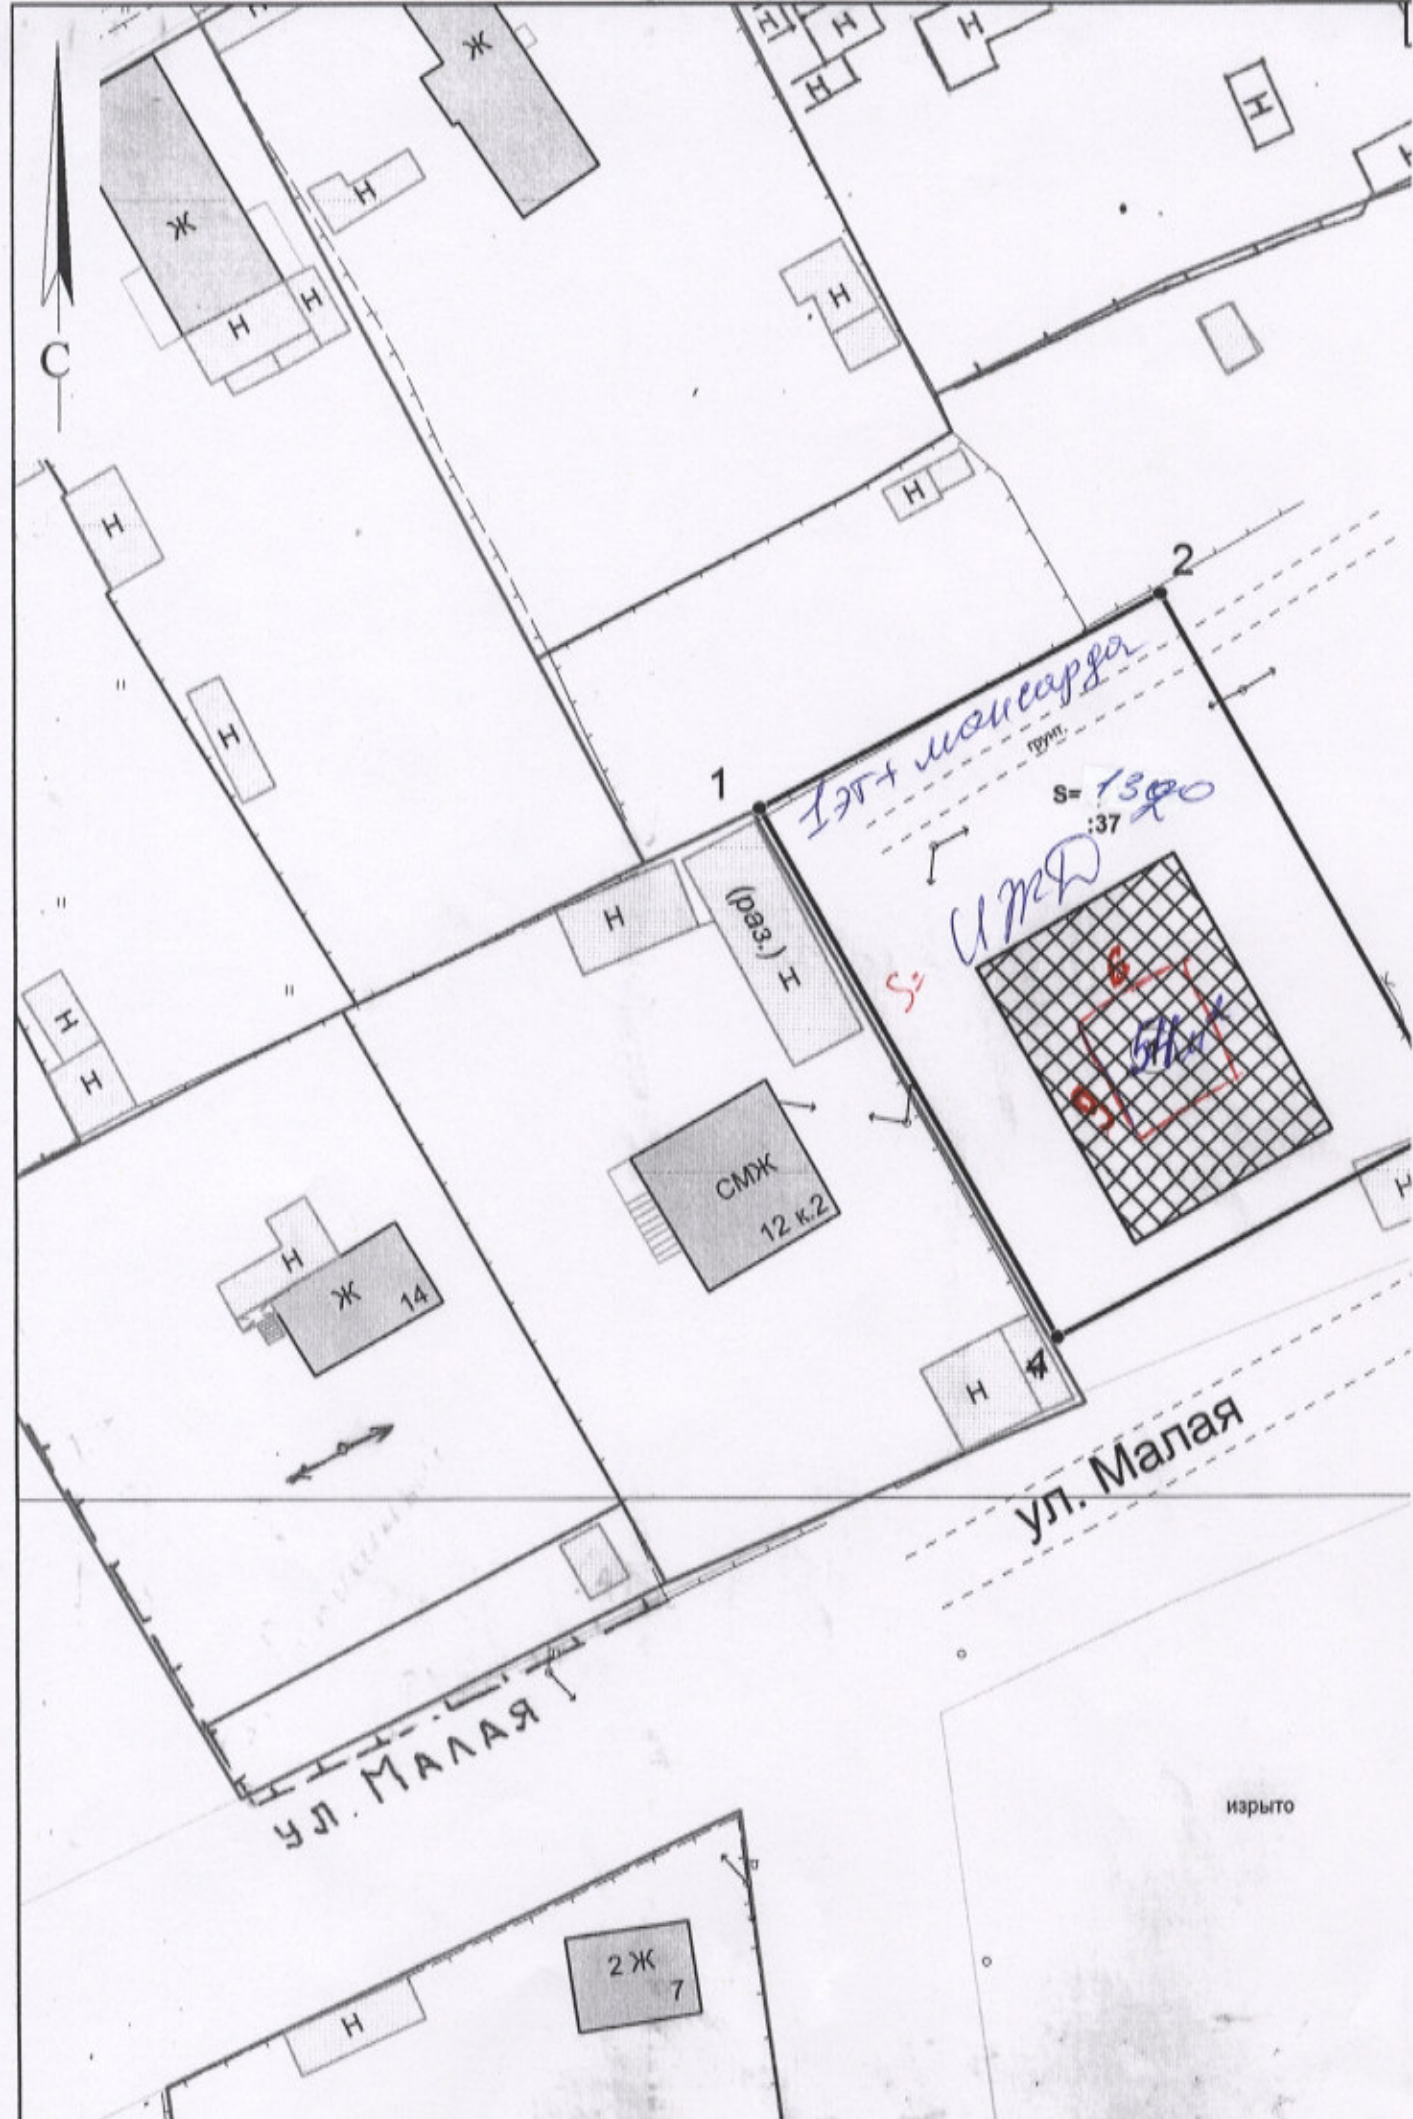 Н
Ж
Н
Н
Н
Н
Н
Ж
Н
Н
Н
Н
Н
С
Н
Н
2
Н
1эт+ мансарда
грунт.
1
S=
:37
ИЖД
(раз.) Н
Н
S=
6
54м²
9
Н
Н
СМЖ
12 к.2
Н
Н
Ж
14
4
Н
ул. Малая
ул. Малая
изрыто
2 Ж
7
Н